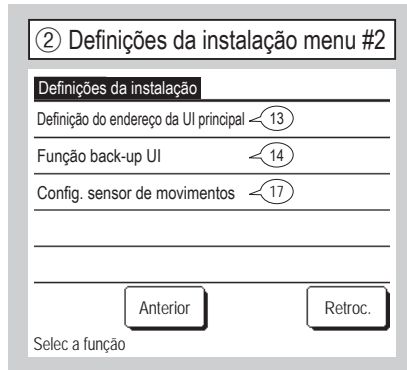 ② Definições da instalação menu #2
Definições da instalação
Definição do endereço da UI principal 13
Função back-up UI 14
Config. sensor de movimentos 17
Anterior Retroc.
Selec a função